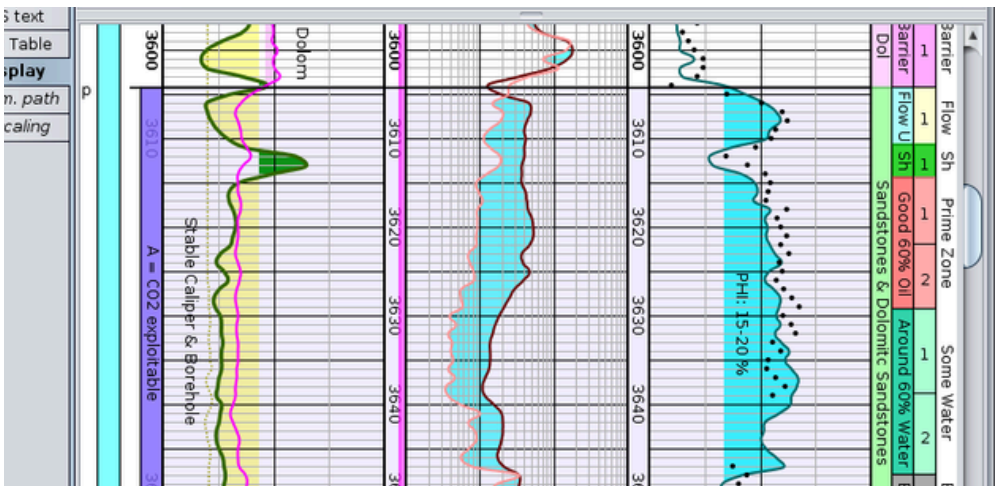 S text
Table
splay
m. path
caling
p
3600
Dolom
3610
A = CO2 exploitable
Stable Caliper & Borehole
3600
3610
3620
3630
3640
3600
3610
3620
3630
3640
PHI: 15-20 %
Dol
Sandstones & Dolomitc Sandstones
Barrier
Flow U
Sh
Good 60% Oil
Around 60% Water
1
1
1
1
2
1
2
Barrier
Flow
Sh
Prime Zone
Some Water